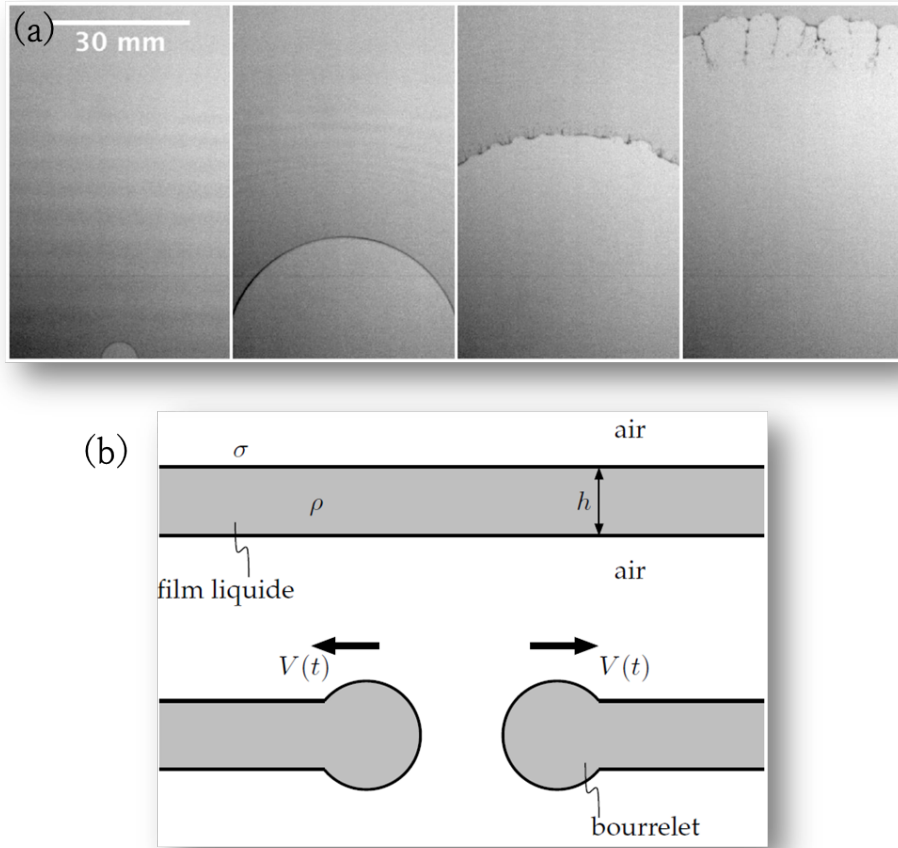 (a)
30 mm
(b)
air
σ
ρ
h
film liquide
air
V(t)
V(t)
bourrelet